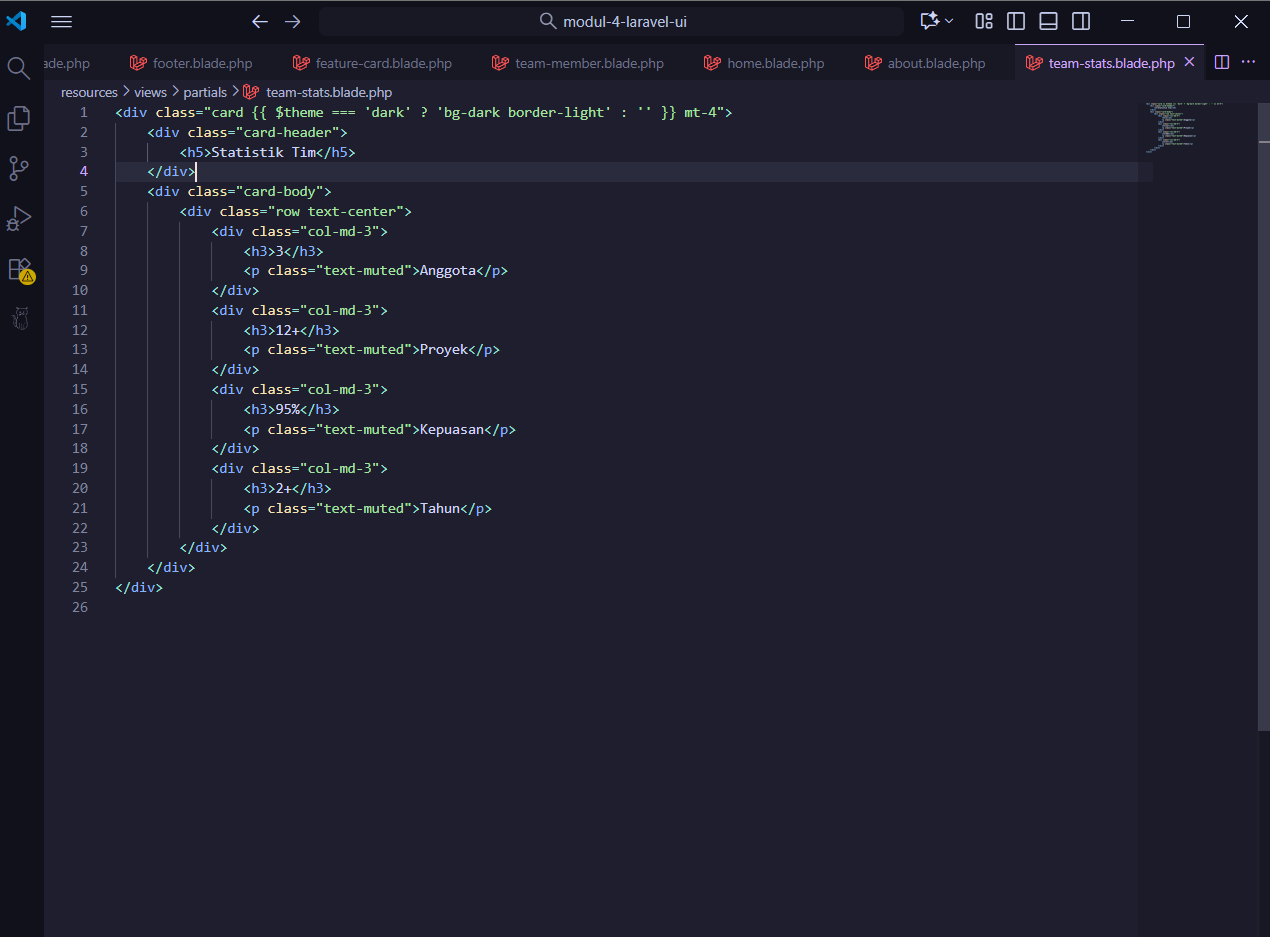 modul-4-laravel-ui
ade.php footer.blade.php feature-card.blade.php team-member.blade.php home.blade.php about.blade.php team-stats.blade.php
resources > views > partials > team-stats.blade.php
1 <div class="card {{ $theme === 'dark' ? 'bg-dark border-light' : '' }} mt-4">
2 <div class="card-header">
3 <h5>Statistik Tim</h5>
4 </div>
5 <div class="card-body">
6 <div class="row text-center">
7 <div class="col-md-3">
8 <h3>3</h3>
9 <p class="text-muted">Anggota</p>
10 </div>
11 <div class="col-md-3">
12 <h3>12+</h3>
13 <p class="text-muted">Proyek</p>
14 </div>
15 <div class="col-md-3">
16 <h3>95%</h3>
17 <p class="text-muted">Kepuasan</p>
18 </div>
19 <div class="col-md-3">
20 <h3>2+</h3>
21 <p class="text-muted">Tahun</p>
22 </div>
23 </div>
24 </div>
25 </div>
26